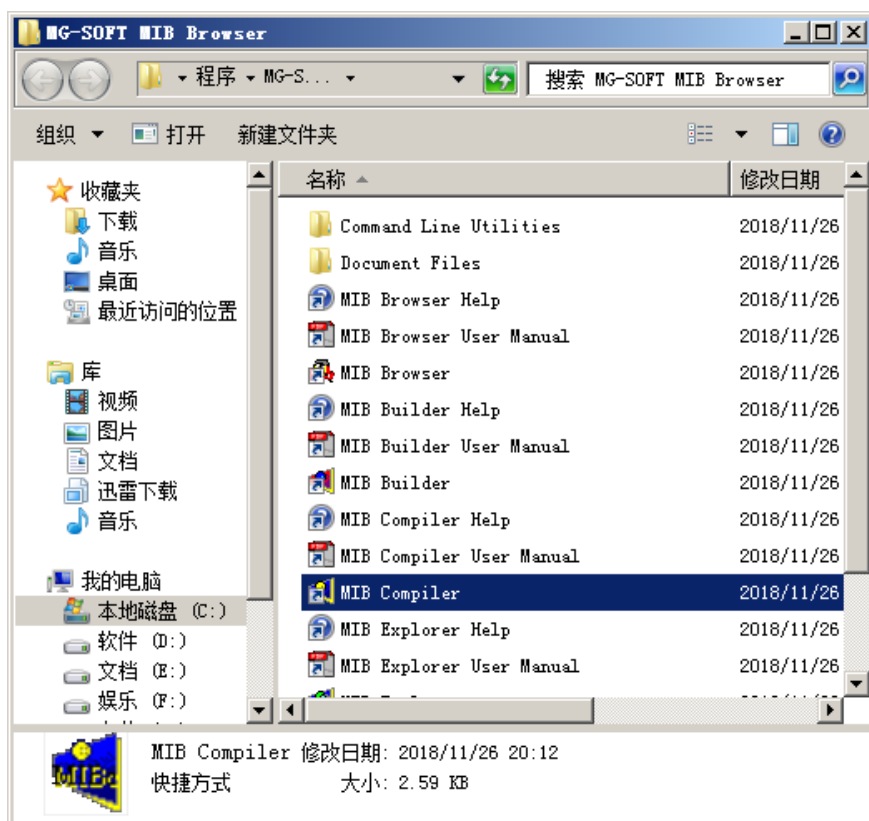 MG-SOFT MIB Browser
程序 MG-S... 搜索 MG-SOFT MIB Browser
组织 打开 新建文件夹
收藏夹
下载
音乐
桌面
最近访问的位置
库
视频
图片
文档
迅雷下载
音乐
我的电脑
本地磁盘 (C:)
软件 (D:)
文档 (E:)
娱乐 (F:)
名称 修改日期
Command Line Utilities 2018/11/26
Document Files 2018/11/26
MIB Browser Help 2018/11/26
MIB Browser User Manual 2018/11/26
MIB Browser 2018/11/26
MIB Builder Help 2018/11/26
MIB Builder User Manual 2018/11/26
MIB Builder 2018/11/26
MIB Compiler Help 2018/11/26
MIB Compiler User Manual 2018/11/26
MIB Compiler 2018/11/26
MIB Explorer Help 2018/11/26
MIB Explorer User Manual 2018/11/26
MIBc
MIB Compiler 修改日期: 2018/11/26 20:12
快捷方式 大小: 2.59 KB